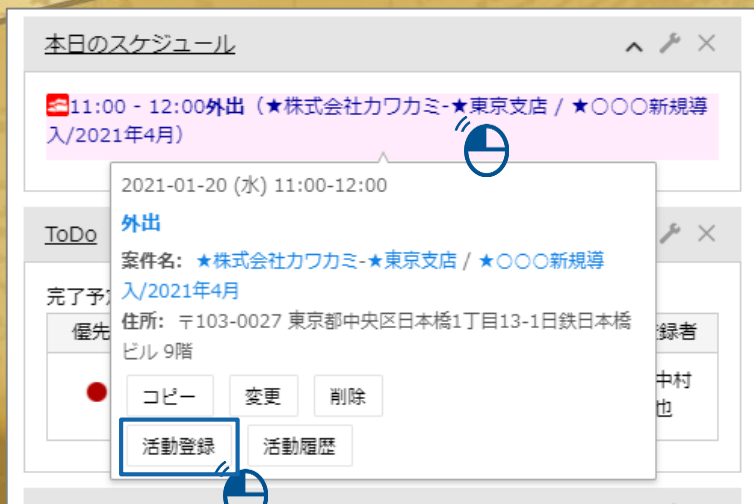 本日のスケジュール
11:00 - 12:00外出（★株式会社カワカミ-★東京支店 / ★○○○新規導
入/2021年4月）
2021-01-20 (水) 11:00-12:00
外出
案件名: ★株式会社カワカミ-★東京支店 / ★○○○新規導
入/2021年4月
住所: 〒103-0027 東京都中央区日本橋1丁目13-1日鉄日本橋
ビル 9階
コピー 変更 削除
活動登録 活動履歴
ToDo
完了予
優先 録者
中村
也